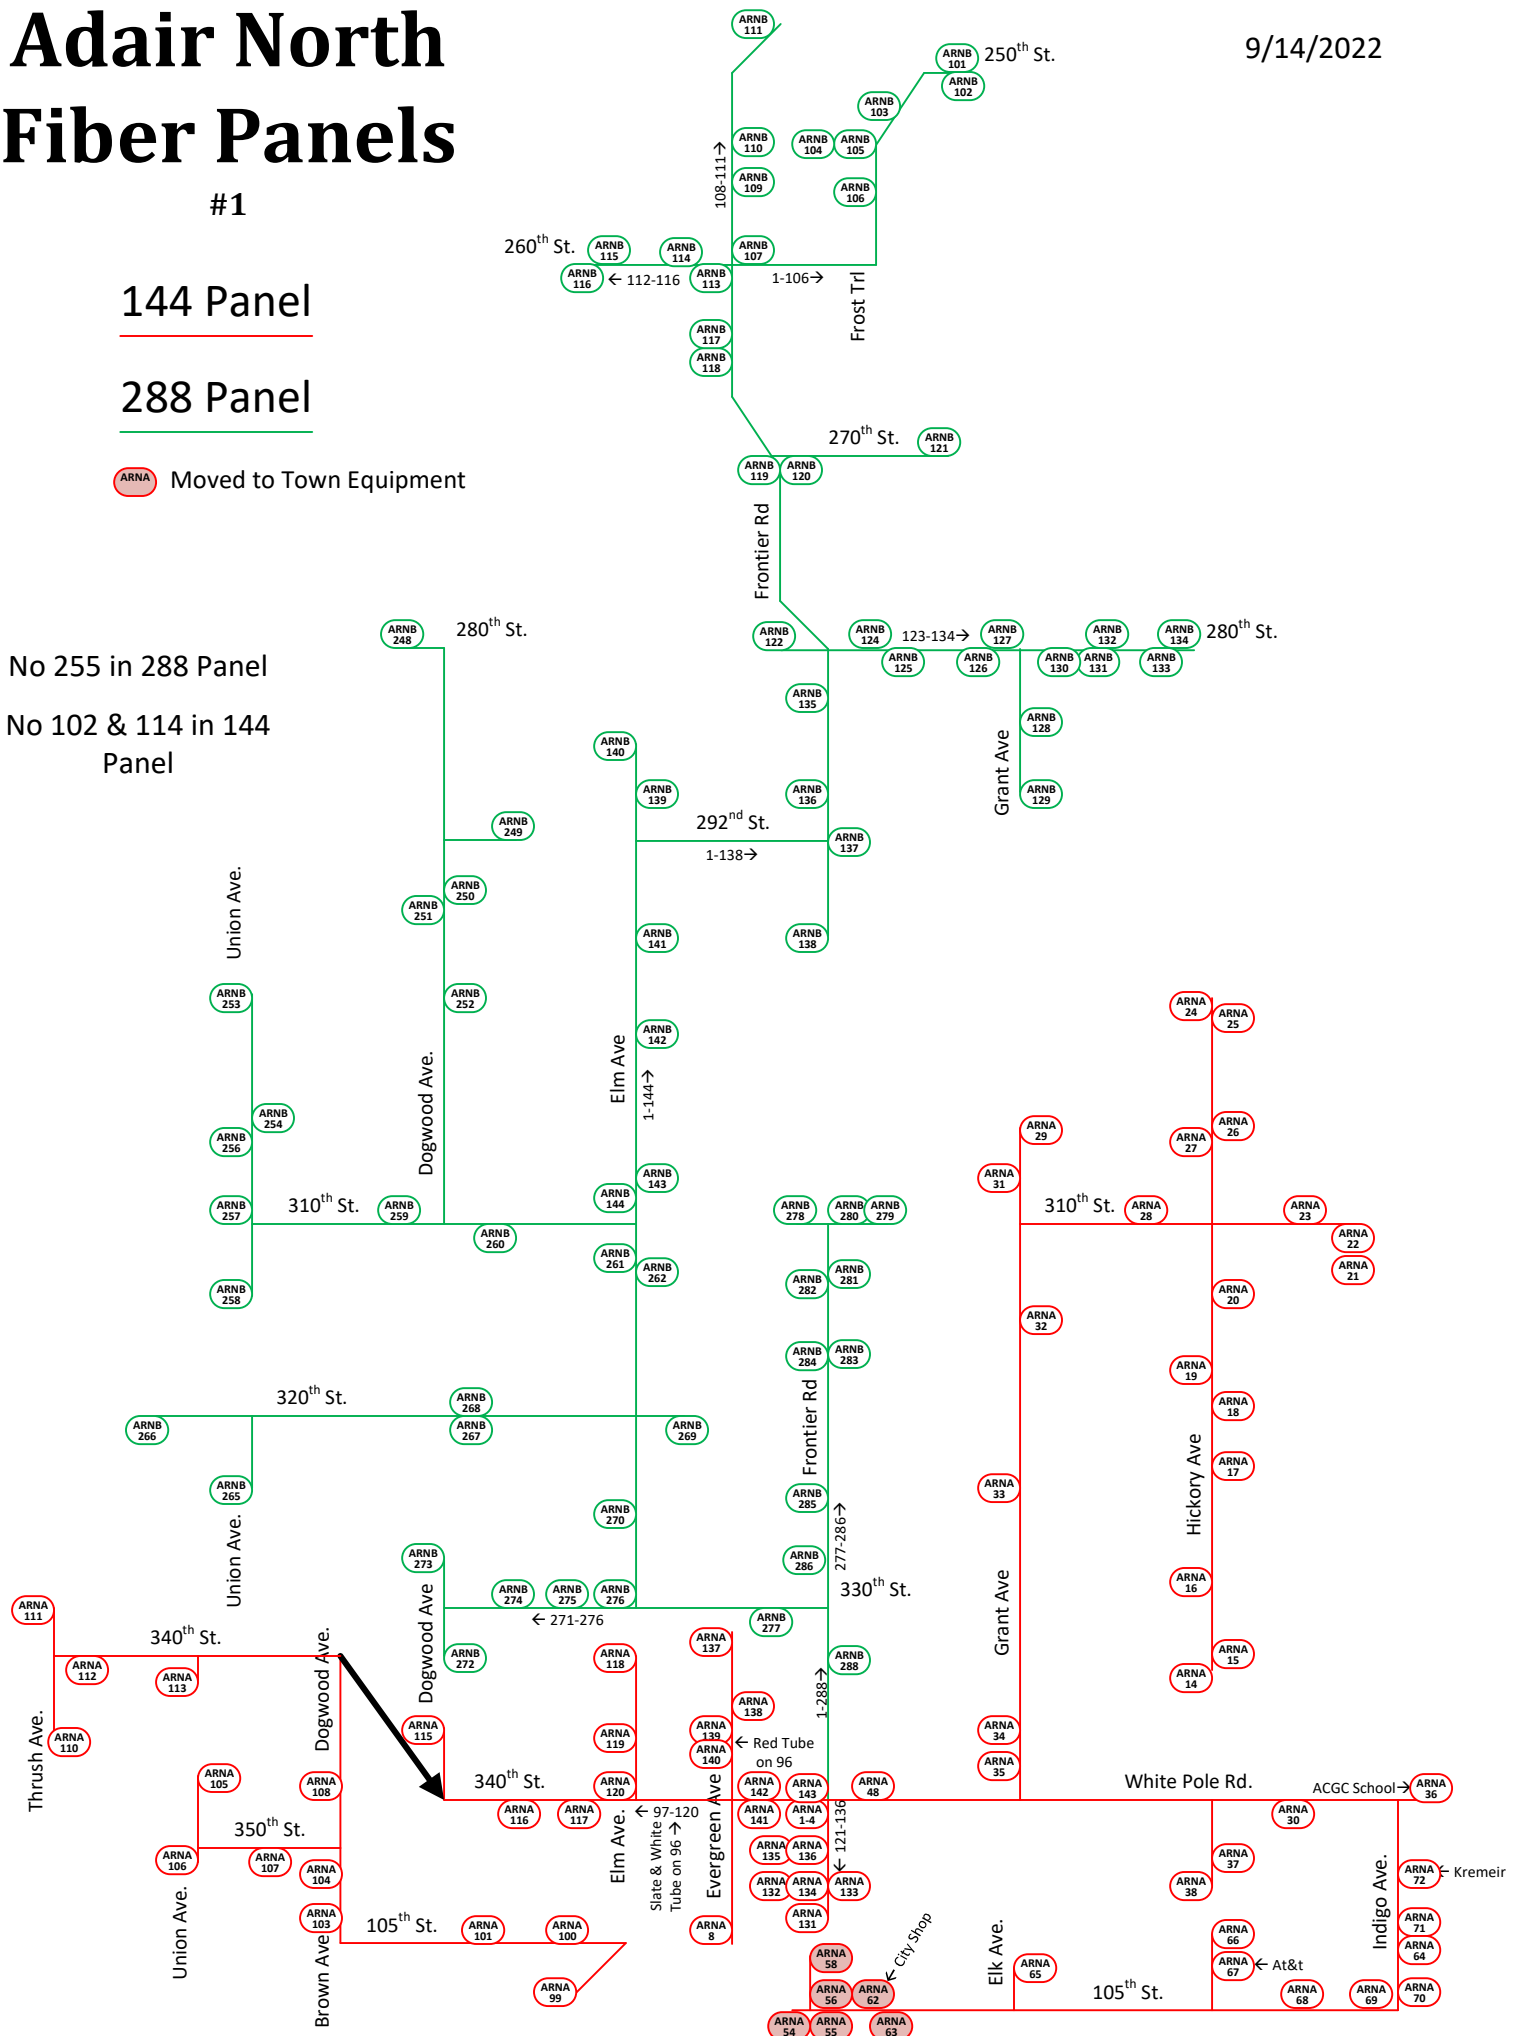 Adair North
Fiber Panels
#1
9/14/2022
144 Panel
288 Panel
ARNA Moved to Town Equipment
No 255 in 288 Panel
No 102 & 114 in 144
Panel
ARNB 111
ARNB 101
250th St.
ARNB 102
ARNB 103
ARNB 110
ARNB 104
ARNB 105
108-111→
ARNB 109
ARNB 106
260th St.
ARNB 115
ARNB 114
ARNB 107
ARNB 116
← 112-116
ARNB 113
1-106→
Frost Trl
ARNB 117
ARNB 118
270th St.
ARNB 121
ARNB 119
ARNB 120
Frontier Rd
ARNB 248
280th St.
ARNB 122
ARNB 124
123-134→
ARNB 127
ARNB 132
ARNB 134
280th St.
ARNB 125
ARNB 126
ARNB 130
ARNB 131
ARNB 133
ARNB 135
ARNB 128
Grant Ave
ARNB 129
ARNB 140
ARNB 139
ARNB 136
292nd St.
1-138→
ARNB 137
ARNB 249
ARNB 250
ARNB 251
Union Ave.
ARNB 141
ARNB 138
ARNB 253
ARNB 252
ARNA 24
ARNA 25
Elm Ave
ARNB 142
1-144→
Dogwood Ave.
ARNB 254
ARNB 256
ARNA 29
ARNA 26
ARNA 27
ARNB 143
ARNB 144
ARNA 31
ARNB 257
310th St.
ARNB 259
ARNB 260
ARNB 278
ARNB 280
ARNB 279
310th St.
ARNA 28
ARNA 23
ARNA 22
ARNA 21
ARNB 261
ARNB 262
ARNB 258
ARNB 282
ARNB 281
ARNA 20
ARNA 32
ARNB 284
ARNB 283
ARNA 19
ARNA 18
320th St.
ARNB 268
ARNB 266
ARNB 267
ARNB 269
Frontier Rd
Hickory Ave
ARNA 17
ARNB 265
Union Ave.
ARNB 285
277-286→
ARNA 33
ARNB 270
ARNB 273
ARNB 286
ARNA 16
ARNB 274
ARNB 275
ARNB 276
330th St.
← 271-276
ARNB 277
Dogwood Ave
Grant Ave
ARNA 111
340th St.
ARNA 112
ARNA 113
Dogwood Ave.
ARNB 272
ARNA 118
ARNA 137
ARNB 288
ARNA 15
ARNA 14
1-288→
Thrush Ave.
ARNA 110
ARNA 115
ARNA 119
ARNA 138
ARNA 139
ARNA 140
← Red Tube
on 96
ARNA 34
ARNA 35
ARNA 105
ARNA 108
340th St.
ARNA 120
ARNA 142
ARNA 143
ARNA 48
White Pole Rd.
ACGC School→
ARNA 36
ARNA 116
ARNA 117
← 97-120
ARNA 141
ARNA 1-4
ARNA 30
350th St.
ARNA 106
ARNA 107
ARNA 104
Elm Ave.
Slate & White
Tube on 96 →
Evergreen Ave
ARNA 135
ARNA 136
← 121-136
ARNA 37
ARNA 38
Indigo Ave.
ARNA 72
← Kremeir
ARNA 132
ARNA 134
ARNA 133
ARNA 131
ARNA 103
105th St.
ARNA 101
ARNA 100
ARNA 8
Union Ave.
Brown Ave
ARNA 99
← City Shop
Elk Ave.
ARNA 66
ARNA 71
ARNA 64
ARNA 58
ARNA 65
ARNA 67
← At&t
ARNA 56
ARNA 62
105th St.
ARNA 68
ARNA 69
ARNA 70
ARNA 54
ARNA 55
ARNA 63